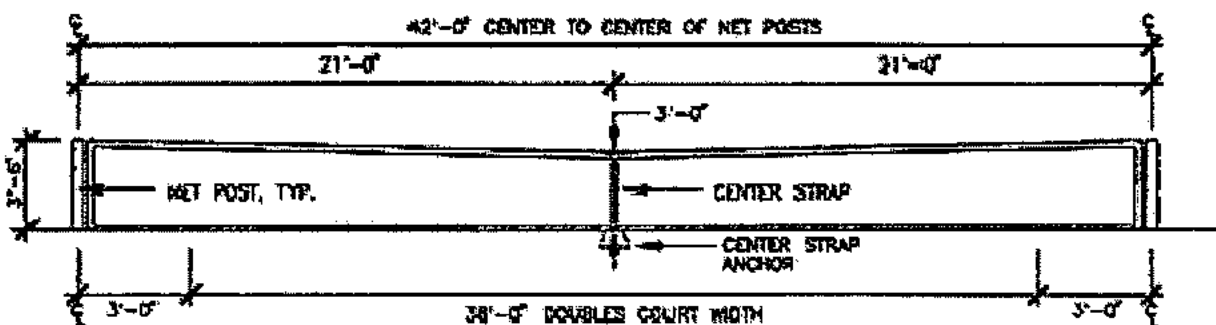 42'-0" CENTER TO CENTER OF NET POSTS
21'-0"
21'-0"
3'-0"
3'-6"
NET POST, TYP.
CENTER STRAP
CENTER STRAP
ANCHOR
3'-0"
36'-0" DOUBLES COURT WIDTH
3'-0"